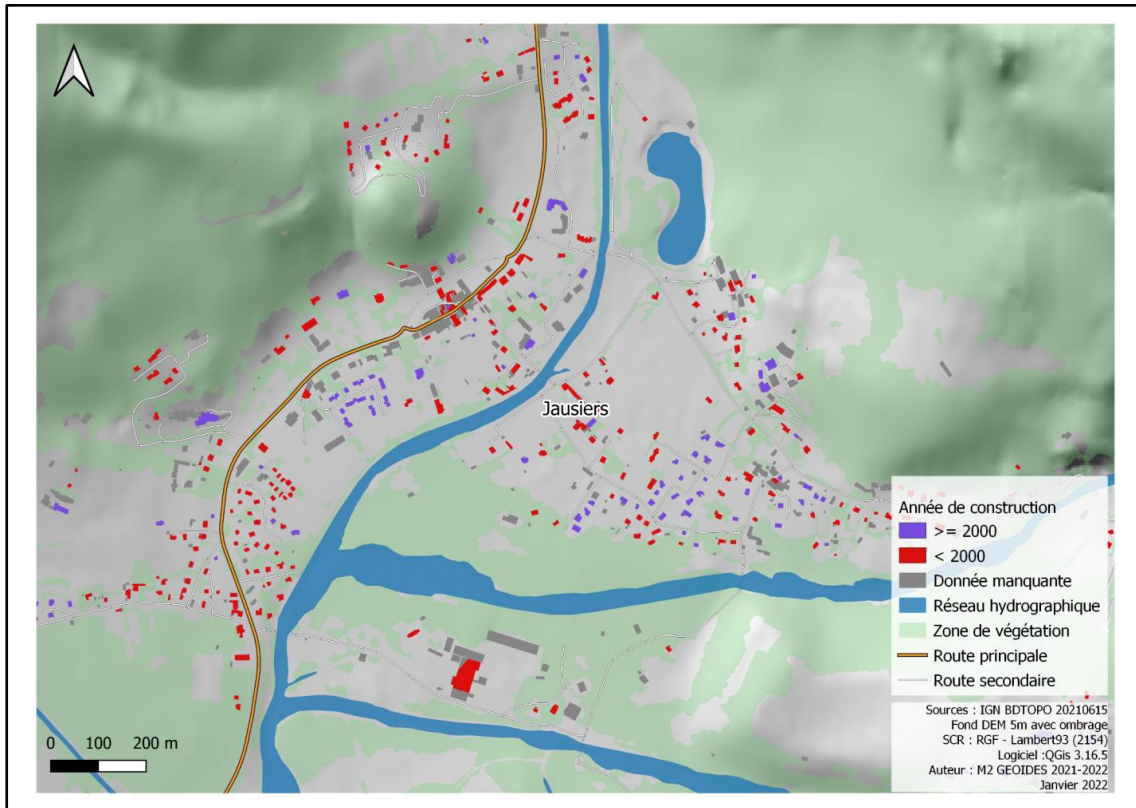 Jausiers
Année de construction
>= 2000
< 2000
Donnée manquante
Réseau hydrographique
Zone de végétation
Route principale
Route secondaire
0 100 200 m
Sources : IGN BDTOPO 20210615
Fond DEM 5m avec ombrage
SCR : RGF - Lambert93 (2154)
Logiciel :QGis 3.16.5
Auteur : M2 GEOIDES 2021-2022
Janvier 2022